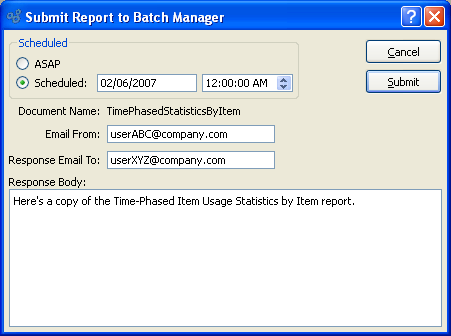 Submit Report to Batch Manager
Scheduled
ASAP
Scheduled: 02/06/2007 12:00:00 AM
Cancel
Submit
Document Name: TimePhasedStatisticsByItem
Email From: userABC@company.com
Response Email To: userXYZ@company.com
Response Body:
Here's a copy of the Time-Phased Item Usage Statistics by Item report.